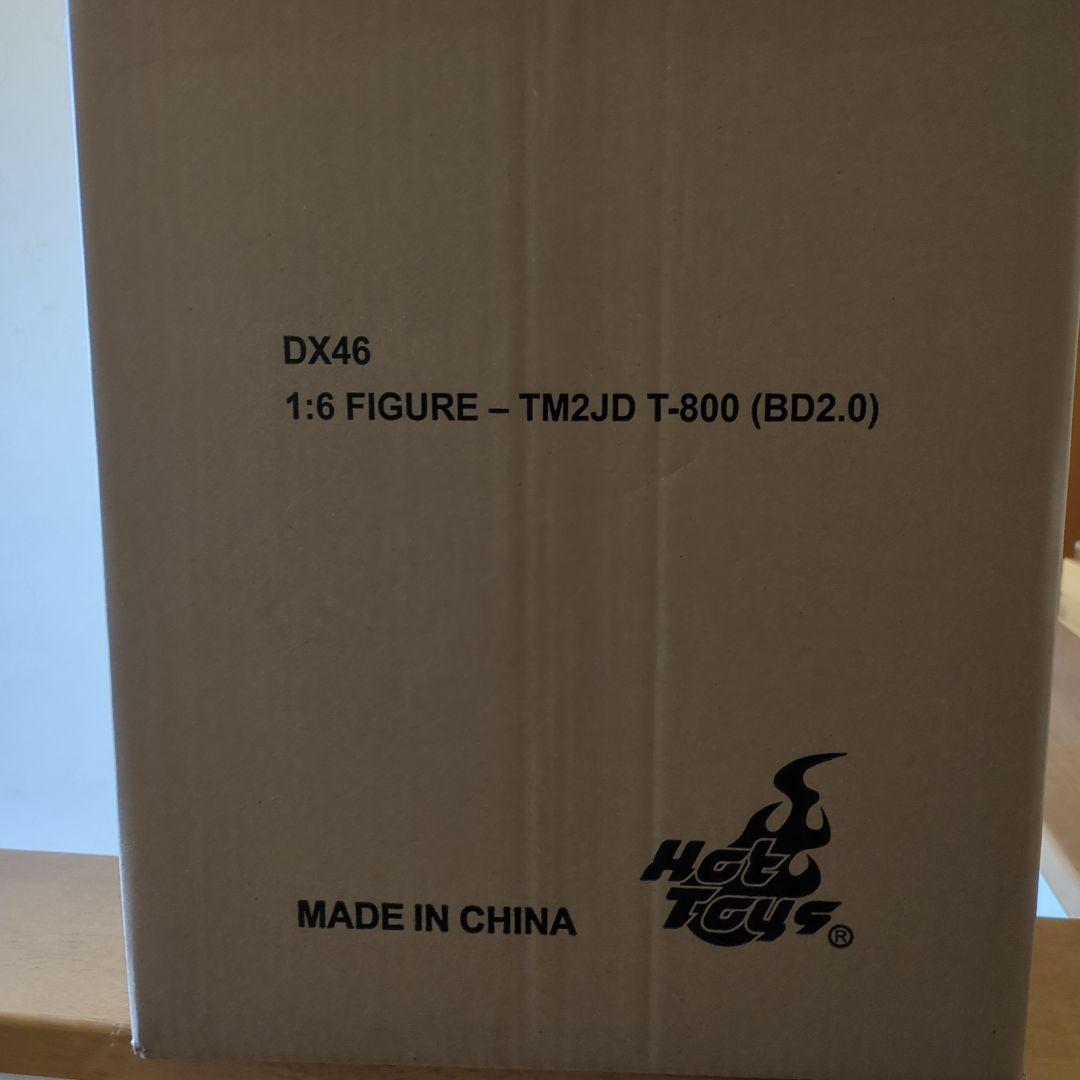 DX46
1:6 FIGURE – TM2JD T-800 (BD2.0)
MADE IN CHINA
Hot
Toys®